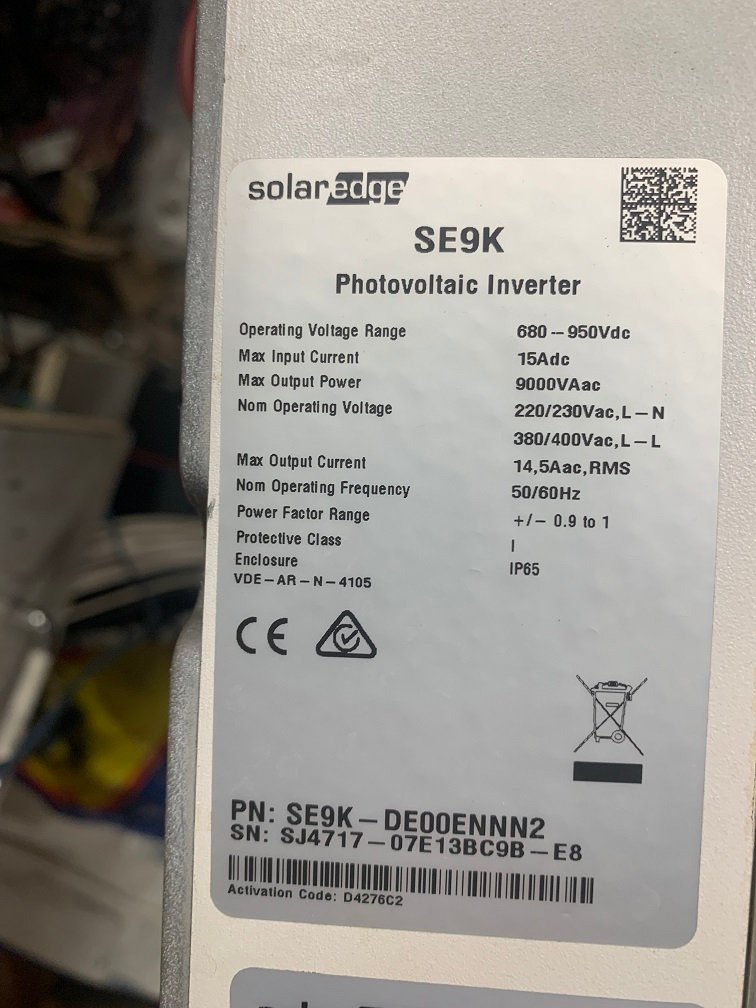 solaredge
SE9K
Photovoltaic Inverter
Operating Voltage Range 680-950Vdc
Max Input Current 15Adc
Max Output Power 9000VAac
Nom Operating Voltage 220/230Vac,L-N
380/400Vac,L-L
Max Output Current 14,5Aac,RMS
Nom Operating Frequency 50/60Hz
Power Factor Range +/- 0.9 to 1
Protective Class I
Enclosure IP65
VDE-AR-N-4105
CE
PN: SE9K-DE00ENNN2
SN: SJ4717-07E13BC9B-E8
Activation Code: D4276C2